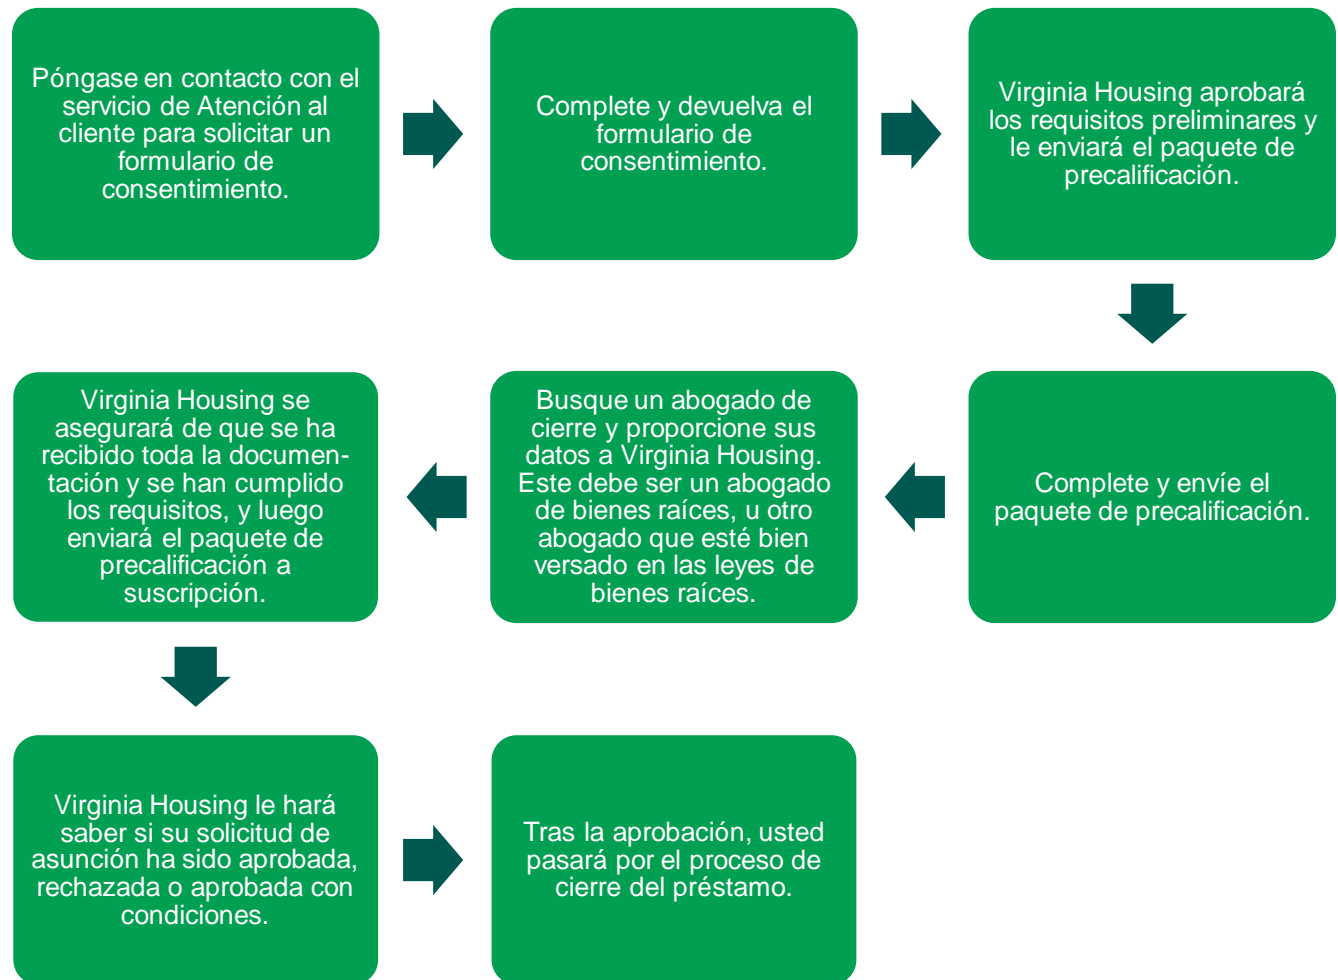 Póngase en contacto con el
servicio de Atención al
cliente para solicitar un
formulario de
consentimiento.
Complete y devuelva el
formulario de
consentimiento.
Virginia Housing aprobará
los requisitos preliminares y
le enviará el paquete de
precalificación.
Complete y envíe el
paquete de precalificación.
Busque un abogado de
cierre y proporcione sus
datos a Virginia Housing.
Este debe ser un abogado
de bienes raíces, u otro
abogado que esté bien
versado en las leyes de
bienes raíces.
Virginia Housing se
asegurará de que se ha
recibido toda la documen-
tación y se han cumplido
los requisitos, y luego
enviará el paquete de
precalificación a
suscripción.
Virginia Housing le hará
saber si su solicitud de
asunción ha sido aprobada,
rechazada o aprobada con
condiciones.
Tras la aprobación, usted
pasará por el proceso de
cierre del préstamo.